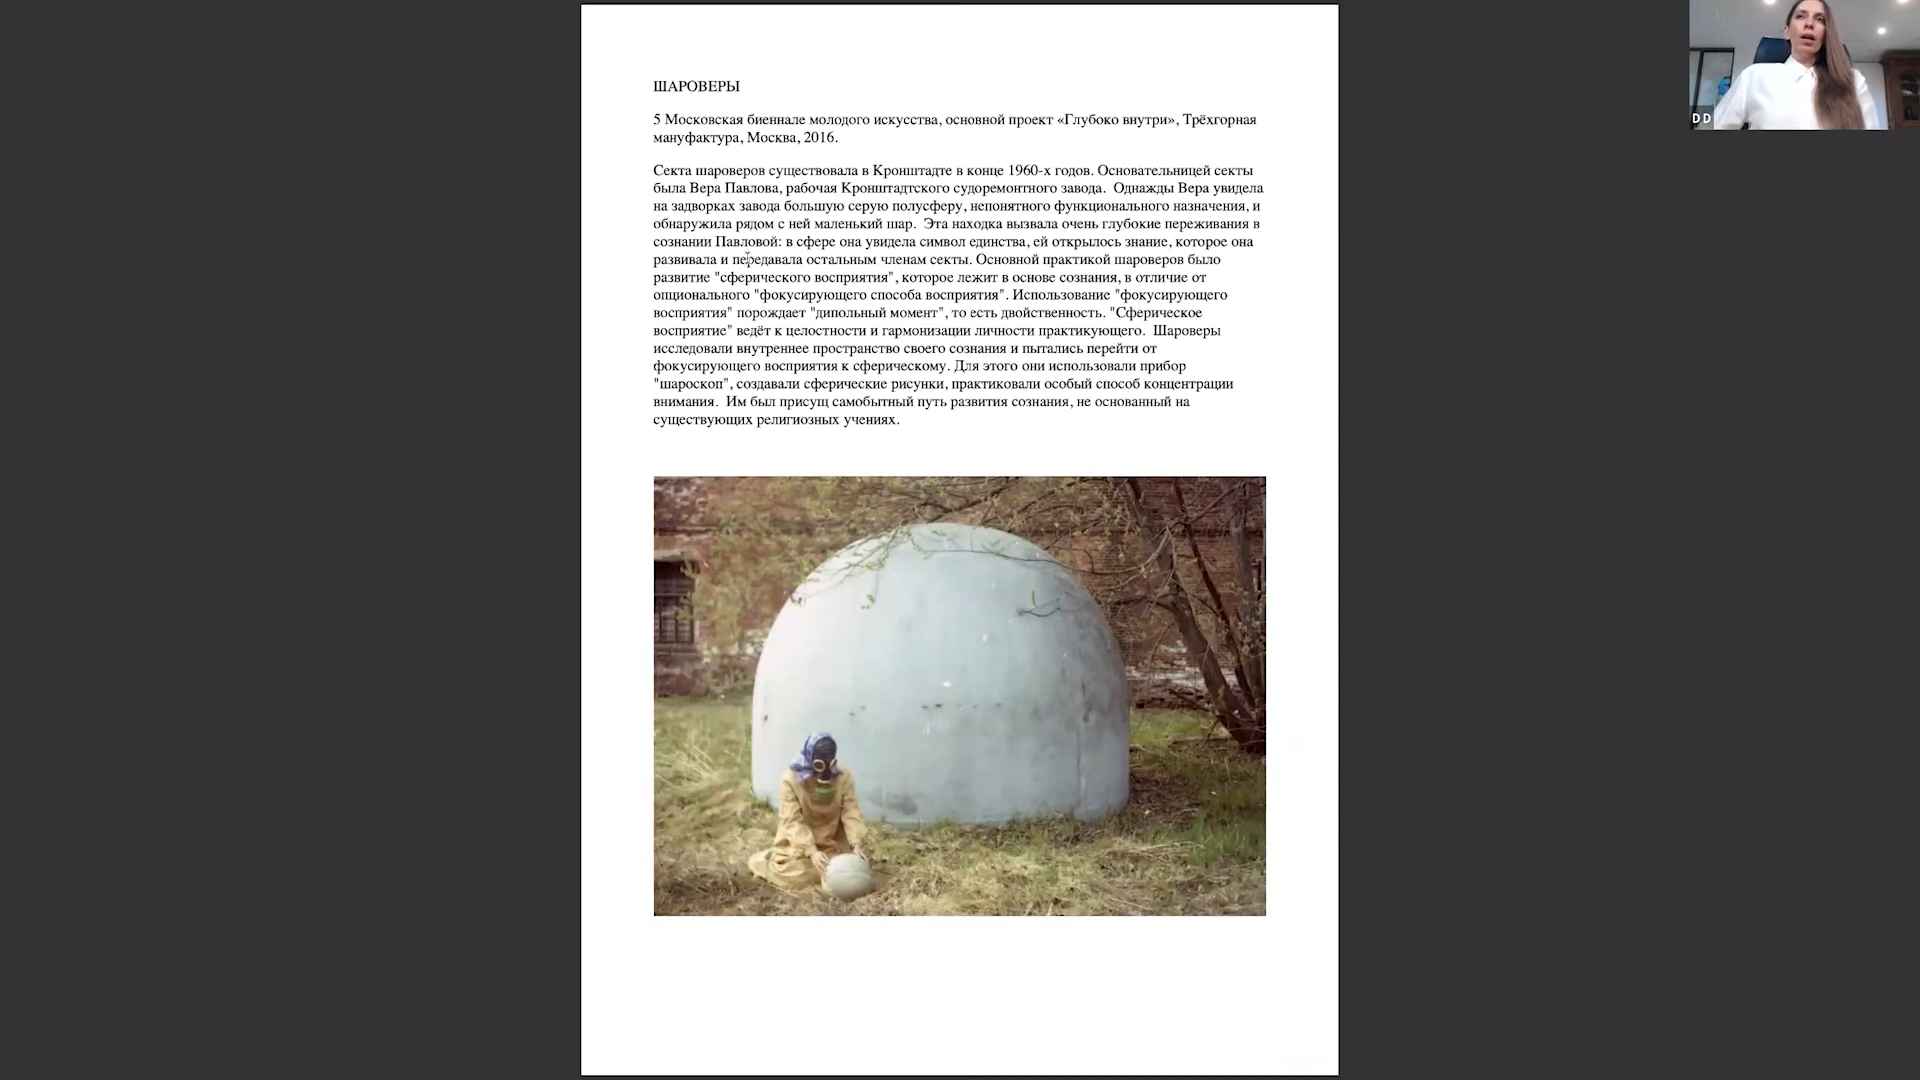 ШАРОВЕРЫ
5 Московская биеннале молодого искусства, основной проект «Глубоко внутри», Трёхгорная
мануфактура, Москва, 2016.
Секта шароверов существовала в Кронштадте в конце 1960-х годов. Основательницей секты
была Вера Павлова, рабочая Кронштадтского судоремонтного завода.  Однажды Вера увидела
на задворках завода большую серую полусферу, непонятного функционального назначения, и
обнаружила рядом с ней маленький шар.  Эта находка вызвала очень глубокие переживания в
сознании Павловой: в сфере она увидела символ единства, ей открылось знание, которое она
развивала и передавала остальным членам секты. Основной практикой шароверов было
развитие "сферического восприятия", которое лежит в основе сознания, в отличие от
опционального "фокусирующего способа восприятия". Использование "фокусирующего
восприятия" порождает "дипольный момент", то есть двойственность. "Сферическое
восприятие" ведёт к целостности и гармонизации личности практикующего.  Шароверы
исследовали внутреннее пространство своего сознания и пытались перейти от
фокусирующего восприятия к сферическому. Для этого они использовали прибор
"шароскоп", создавали сферические рисунки, практиковали особый способ концентрации
внимания.  Им был присущ самобытный путь развития сознания, не основанный на
существующих религиозных учениях.
D D